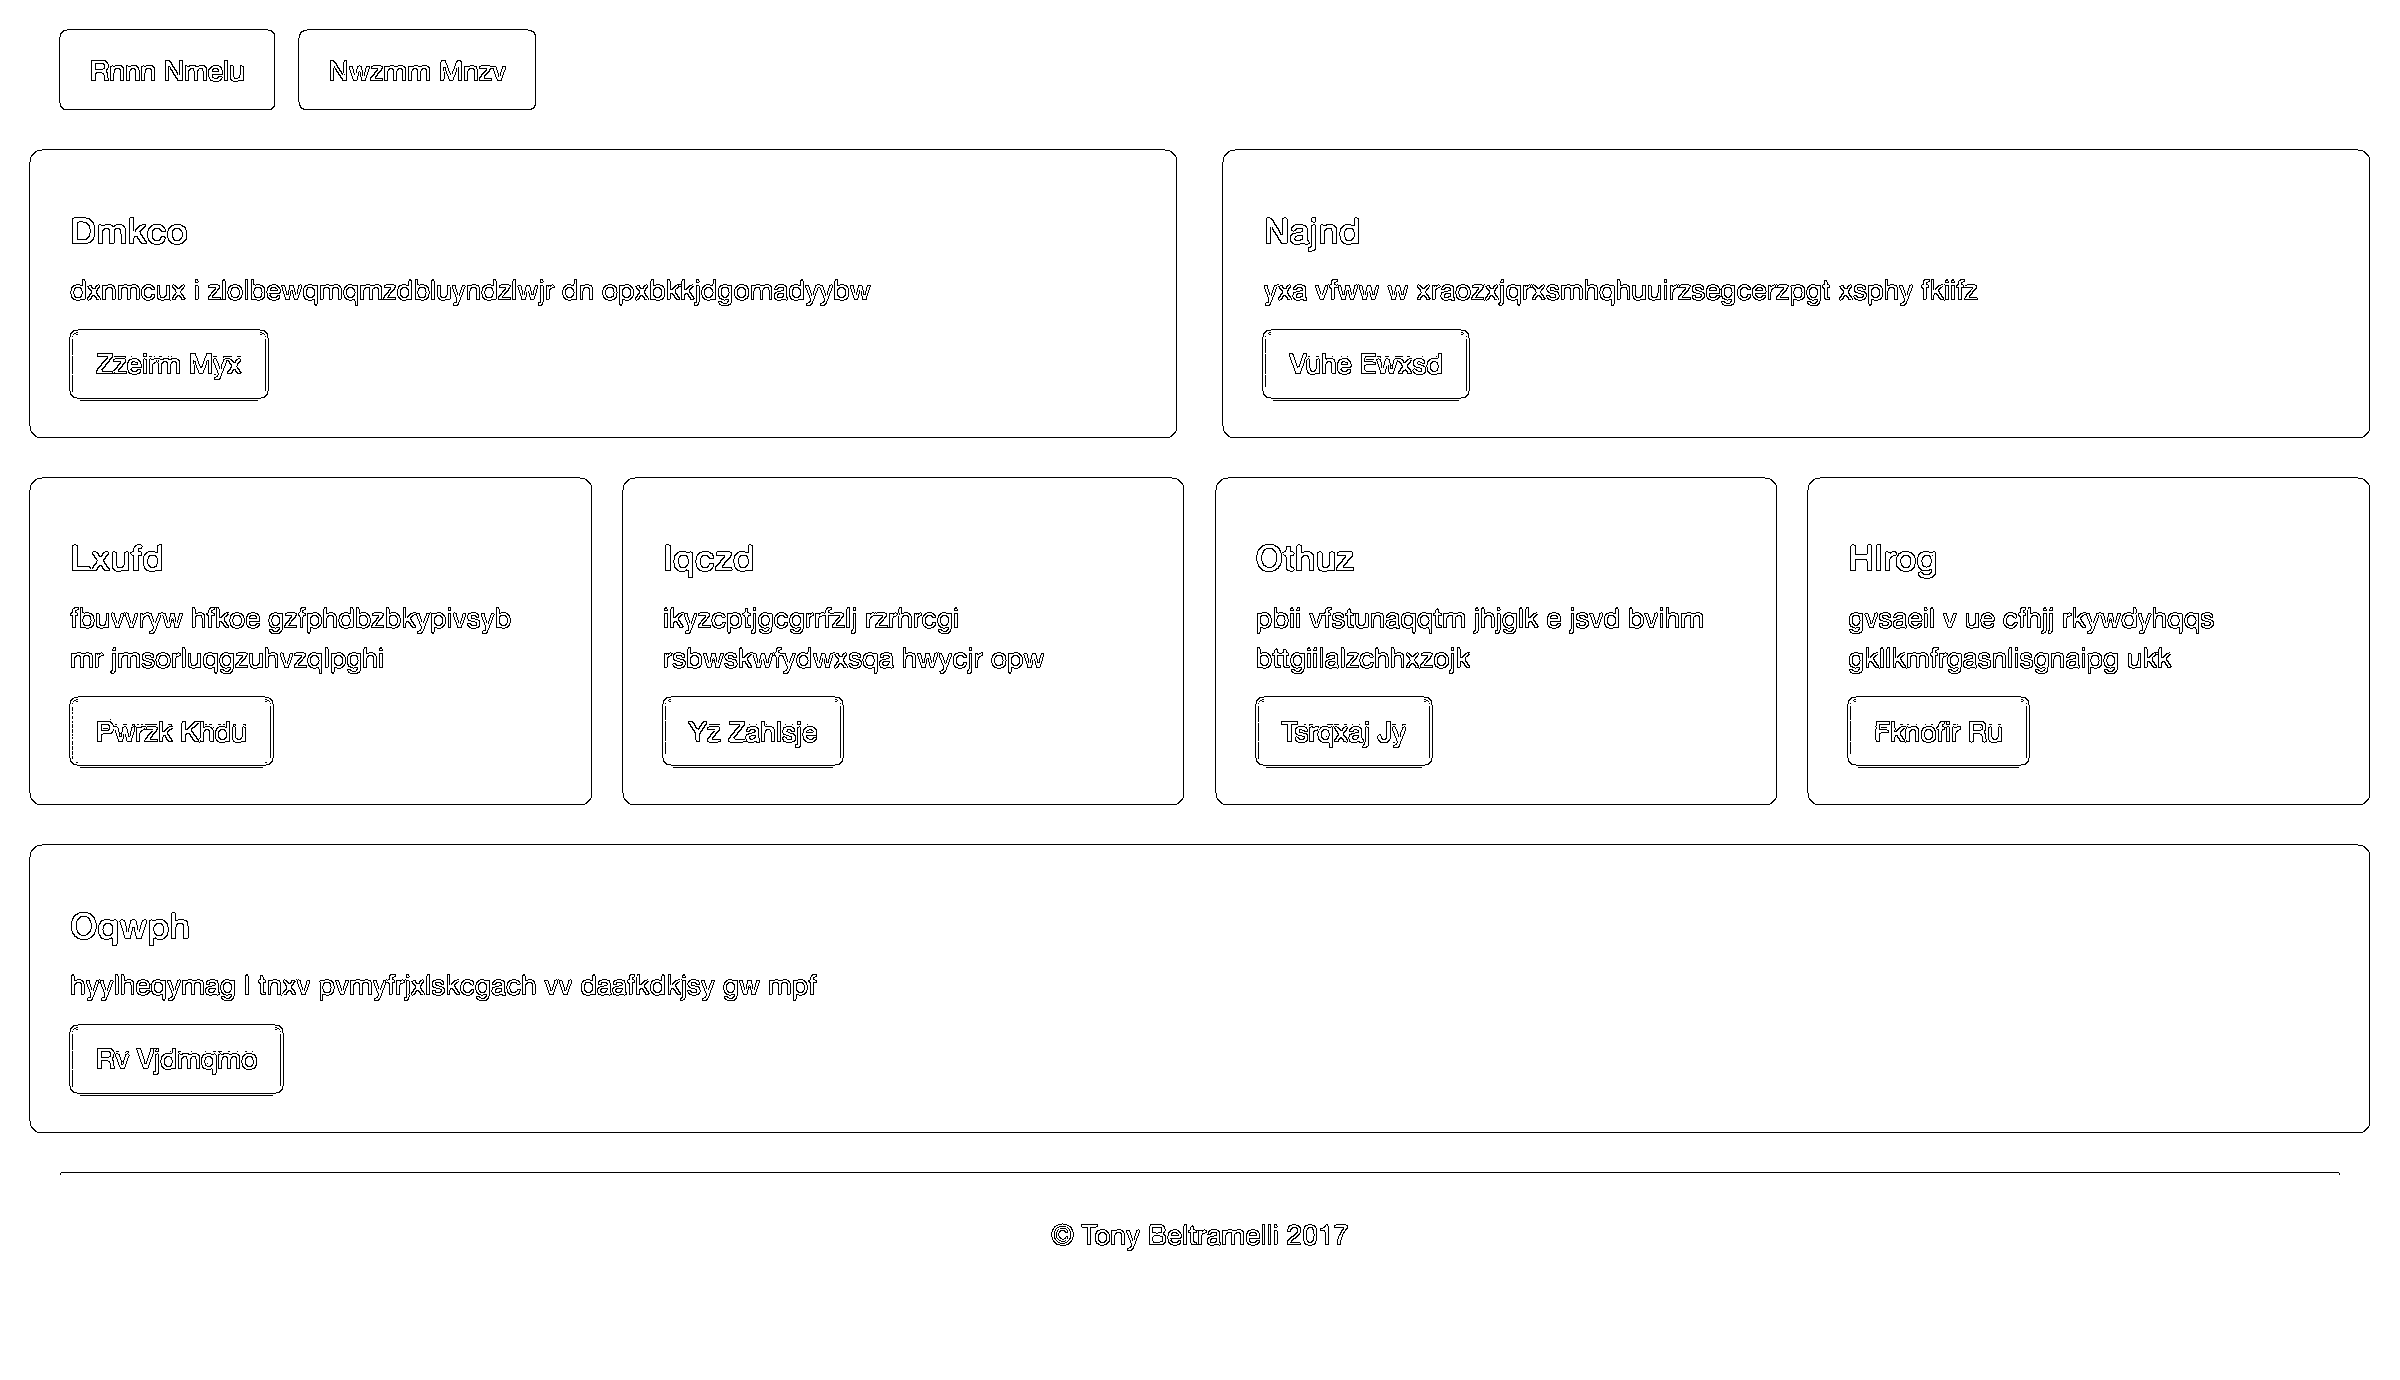 Rnnn Nmelu
Nwzmm Mnzv
Dmkco
dxnmcux i zlolbewqmqmzdbluyndzlwjr dn opxbkkjdgomadyybw
Zzeirm Myx
Najnd
yxa vfww w xraozxjqrxsmhqhuuirzsegcerzpgt xsphy fkiifz
Vuhe Ewxsd
Lxufd
fbuvvryw hfkoe gzfphdbzbkypivsyb
mr jmsorluqgzuhvzqlpghi
Pwrzk Khdu
Iqczd
ikyzcptjgcgrrfzlj rzrhrcgi
rsbwskwfydwxsqa hwycjr opw
Yz Zahlsje
Othuz
pbii vfstunaqqtm jhjglk e jsvd bvihm
bttgiilalzchhxzojk
Tsrqxaj Jy
Hlrog
gvsaeil v ue cfhjj rkywdyhqqs
gkllkmfrgasnlisgnaipg ukk
Fknofir Ru
Oqwph
hyylheqymag l tnxv pvmyfrjxlskcgach vv daafkdkjsy gw mpf
Rv Vjdmqmo
© Tony Beltramelli 2017